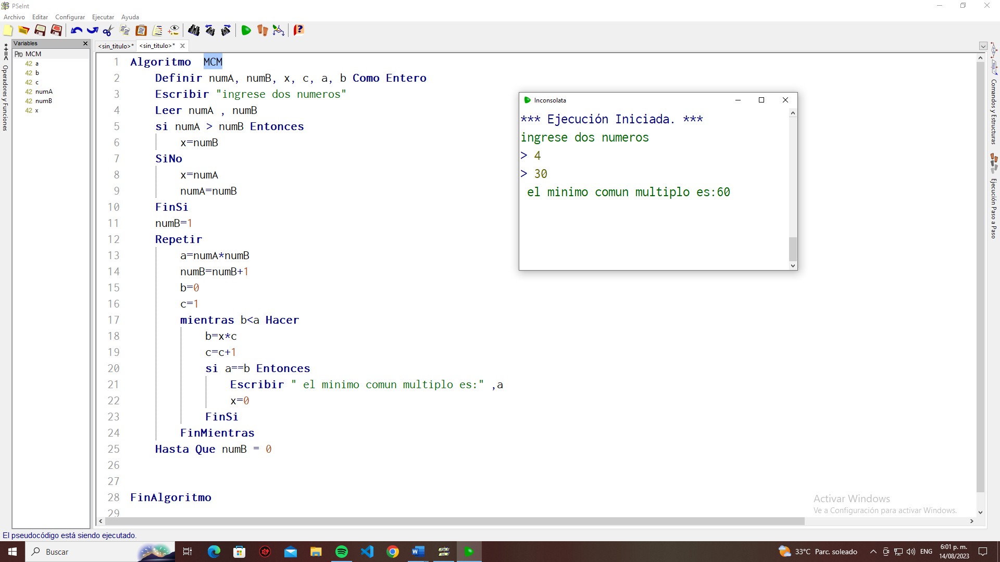 PSeInt
Archivo Editar Configurar Ejecutar Ayuda
Variables
<sin_titulo>* <sin_titulo>*
Pro MCM
42 a
42 b
42 c
42 numA
42 numB
42 x
*+=< Operadores y Funciones
1 Algoritmo MCM
2 Definir numA, numB, x, c, a, b Como Entero
3 Escribir "ingrese dos numeros"
4 Leer numA , numB
5 si numA > numB Entonces
6 x=numB
7 SiNo
8 x=numA
9 numA=numB
10 FinSi
11 numB=1
12 Repetir
13 a=numA*numB
14 numB=numB+1
15 b=0
16 c=1
17 mientras b<a Hacer
18 b=x*c
19 c=c+1
20 si a==b Entonces
21 Escribir " el minimo comun multiplo es:" ,a
22 x=0
23 FinSi
24 FinMientras
25 Hasta Que numB = 0
26
27
28 FinAlgoritmo
29
Inconsolata
*** Ejecución Iniciada. ***
ingrese dos numeros
> 4
> 30
el minimo comun multiplo es:60
Comandos y Estructuras
Ejecución Paso a Paso
Activar Windows
Ve a Configuración para activar Windows.
El pseudocódigo está siendo ejecutado.
Buscar
33°C Parc. soleado
ENG
6:01 p. m.
14/08/2023